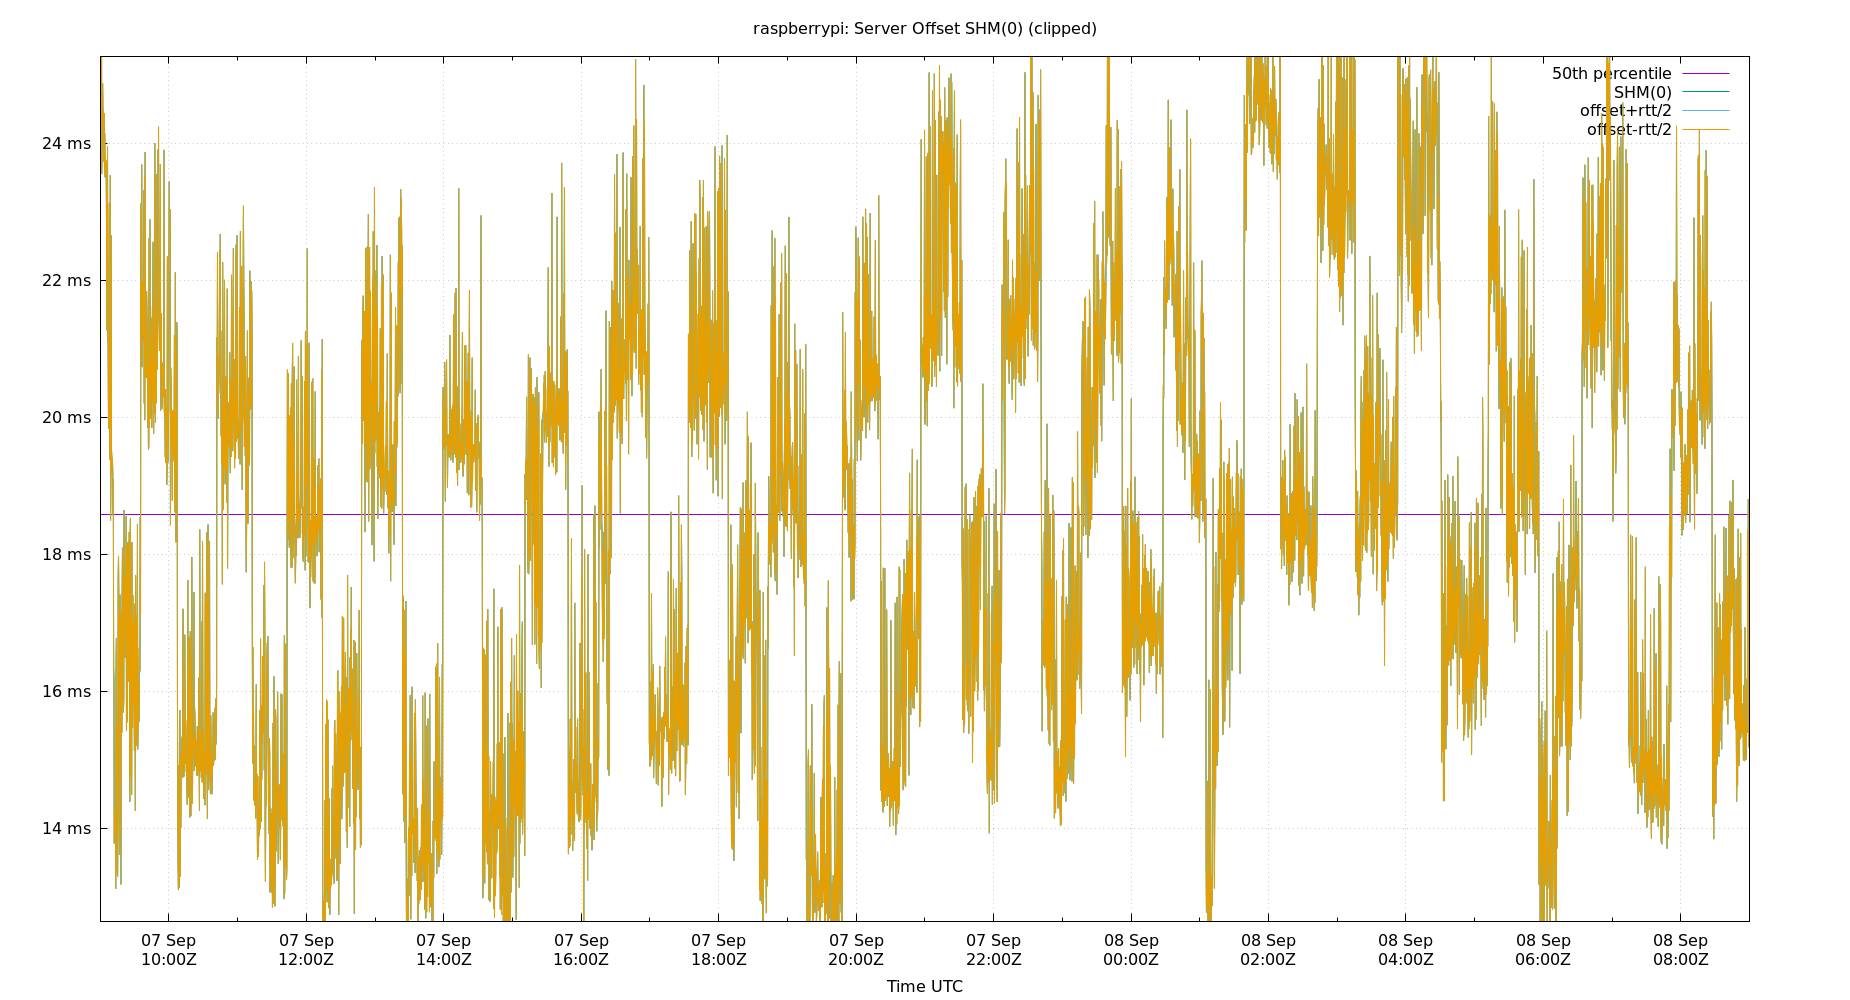 raspberrypi: Server Offset SHM(0) (clipped)
50th percentile
SHM(0)
offset+rtt/2
offset-rtt/2
24 ms
22 ms
20 ms
18 ms
16 ms
14 ms
07 Sep 07 Sep 07 Sep 07 Sep 07 Sep 07 Sep 07 Sep 08 Sep 08 Sep 08 Sep 08 Sep 08 Sep
10:00Z 12:00Z 14:00Z 16:00Z 18:00Z 20:00Z 22:00Z 00:00Z 02:00Z 04:00Z 06:00Z 08:00Z
Time UTC